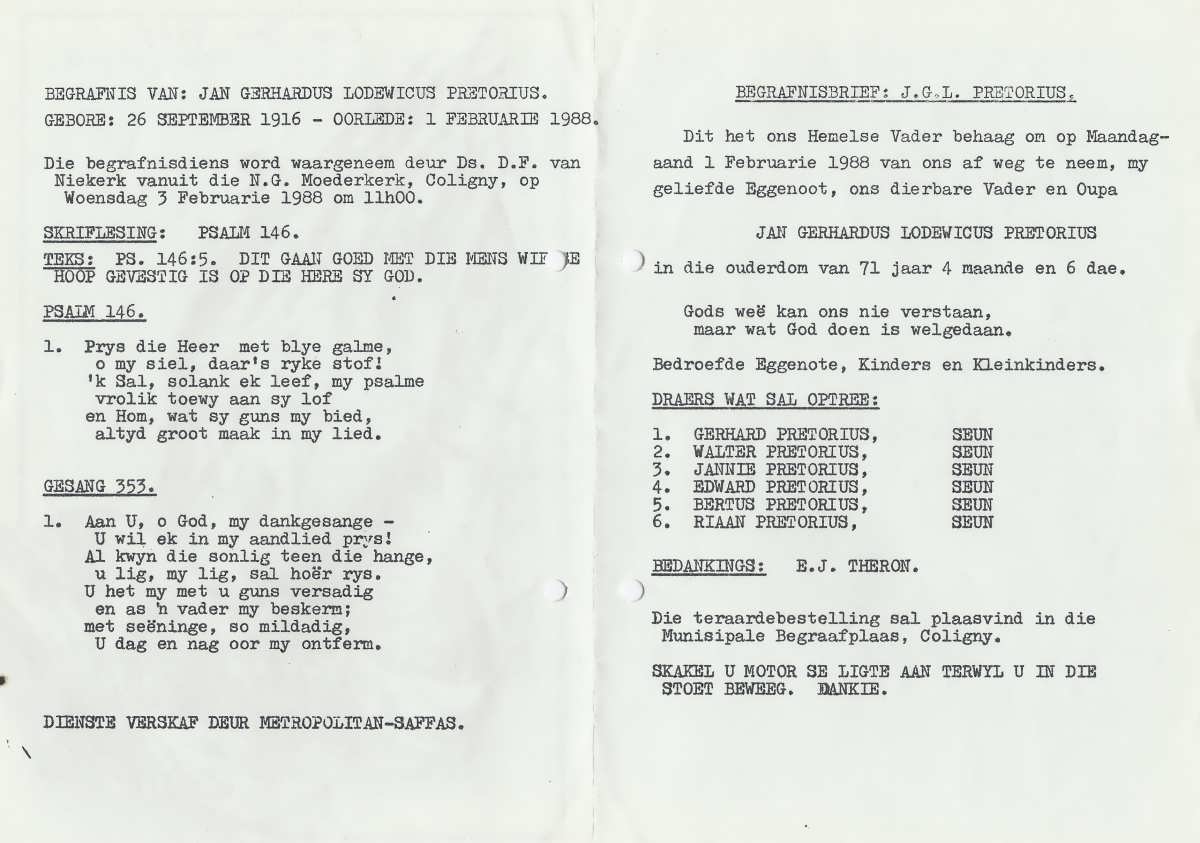 BEGRAFNIS VAN: JAN GERHARDUS LODEWICUS PRETORIUS.
GEBORE: 26 SEPTEMBER 1916 - OORLEDE: 1 FEBRUARIE 1988.
Die begrafnisdiens word waargeneem deur Ds. D.F. van
Niekerk vanuit die N.G. Moederkerk, Coligny, op
Woensdag 3 Februarie 1988 om 11h00.
SKRIFLESING: PSALM 146.
TEKS: PS. 146:5. DIT GAAN GOED MET DIE MENS WIE SE
HOOP GEVESTIG IS OP DIE HERE SY GOD.
PSALM 146.
1. Prys die Heer met blye galme,
o my siel, daar's ryke stof!
'k Sal, solank ek leef, my psalme
vrolik toewy aan sy lof
en Hom, wat sy guns my bied,
altyd groot maak in my lied.
GESANG 353.
1. Aan U, o God, my dankgesange -
U wil ek in my aandlied prys!
Al kwyn die sonlig teen die hange,
u lig, my lig, sal hoër rys.
U het my met u guns versadig
en as 'n vader my beskerm;
met seëninge, so mildadig,
U dag en nag oor my ontferm.
DIENSTE VERSKAF DEUR METROPOLITAN-SAFFAS.
BEGRAFNISBRIEF: J.G.L. PRETORIUS.
Dit het ons Hemelse Vader behaag om op Maandag-
aand 1 Februarie 1988 van ons af weg te neem, my
geliefde Eggenoot, ons dierbare Vader en Oupa
JAN GERHARDUS LODEWICUS PRETORIUS
in die ouderdom van 71 jaar 4 maande en 6 dae.
Gods weë kan ons nie verstaan,
maar wat God doen is welgedaan.
Bedroefde Eggenote, Kinders en Kleinkinders.
DRAERS WAT SAL OPTREE:
1. GERHARD PRETORIUS, SEUN
2. WALTER PRETORIUS, SEUN
3. JANNIE PRETORIUS, SEUN
4. EDWARD PRETORIUS, SEUN
5. BERTUS PRETORIUS, SEUN
6. RIAAN PRETORIUS, SEUN
BEDANKINGS: E.J. THERON.
Die teraardebestelling sal plaasvind in die
Munisipale Begraafplaas, Coligny.
SKAKEL U MOTOR SE LIGTE AAN TERWYL U IN DIE
STOET BEWEEG. DANKIE.